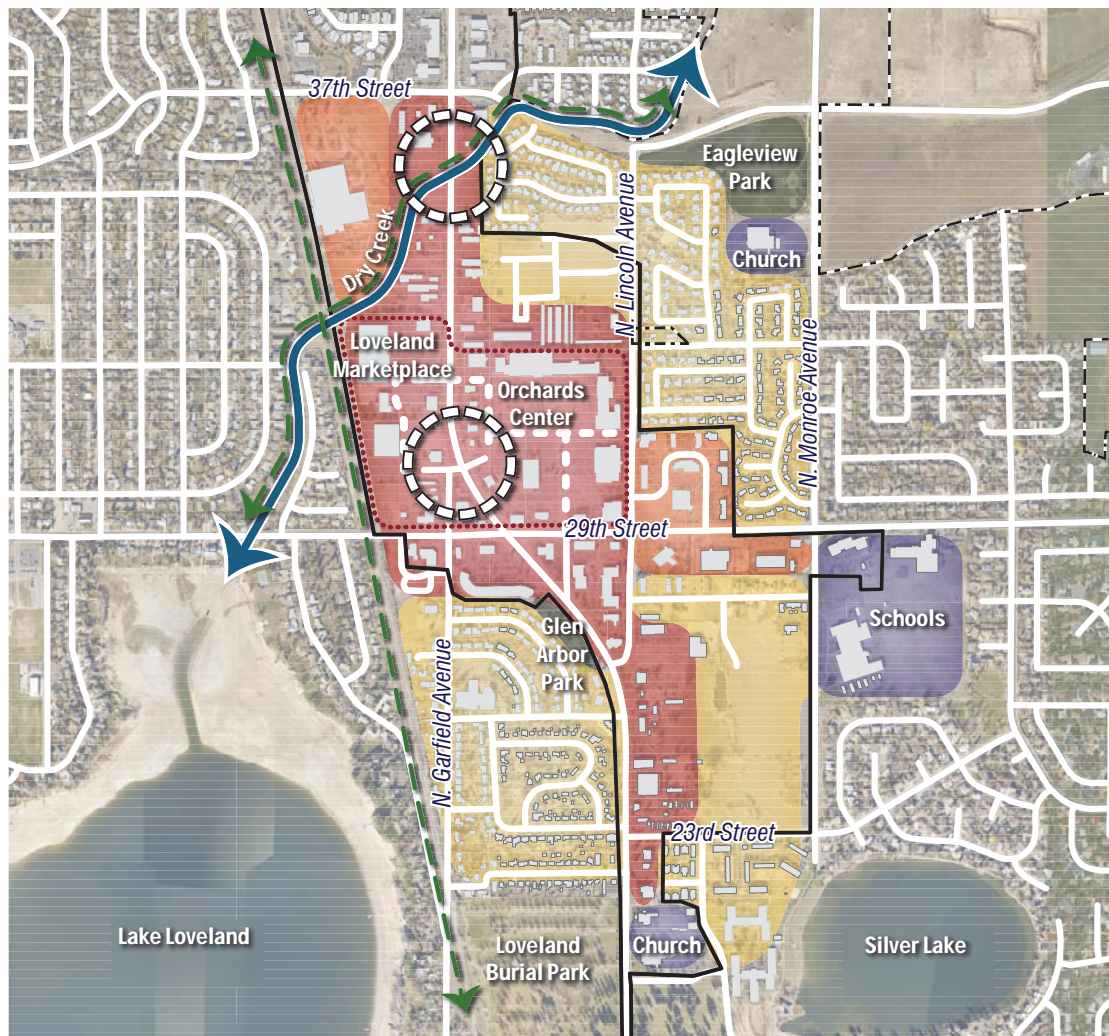 37th Street
Eagleview
Park
N. Lincoln Avenue
Church
Dry Creek
Loveland
Marketplace
Orchards
Center
N. Monroe Avenue
29th Street
Schools
Glen
Arbor
Park
N. Garfield Avenue
23rd Street
Lake Loveland
Loveland
Burial Park
Church
Silver Lake